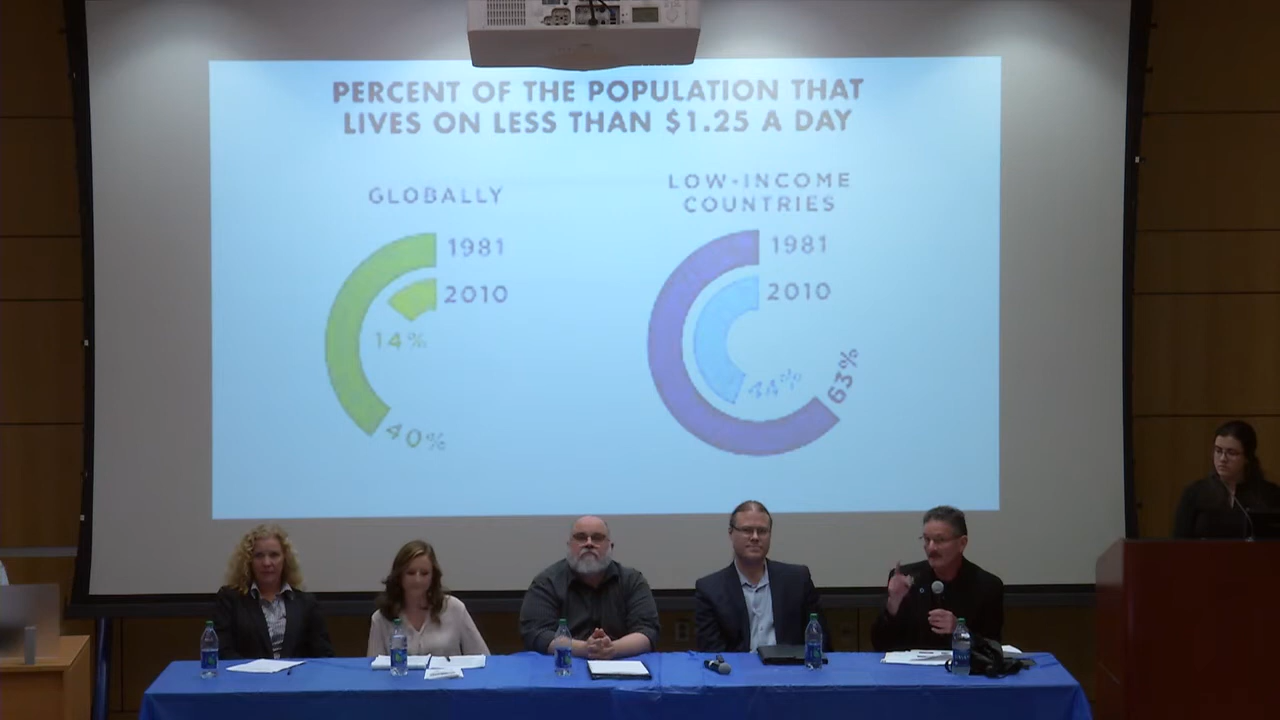 PERCENT OF THE POPULATION THAT
LIVES ON LESS THAN $1.25 A DAY
GLOBALLY
1981
2010
14%
40%
LOW-INCOME
COUNTRIES
1981
2010
44%
63%